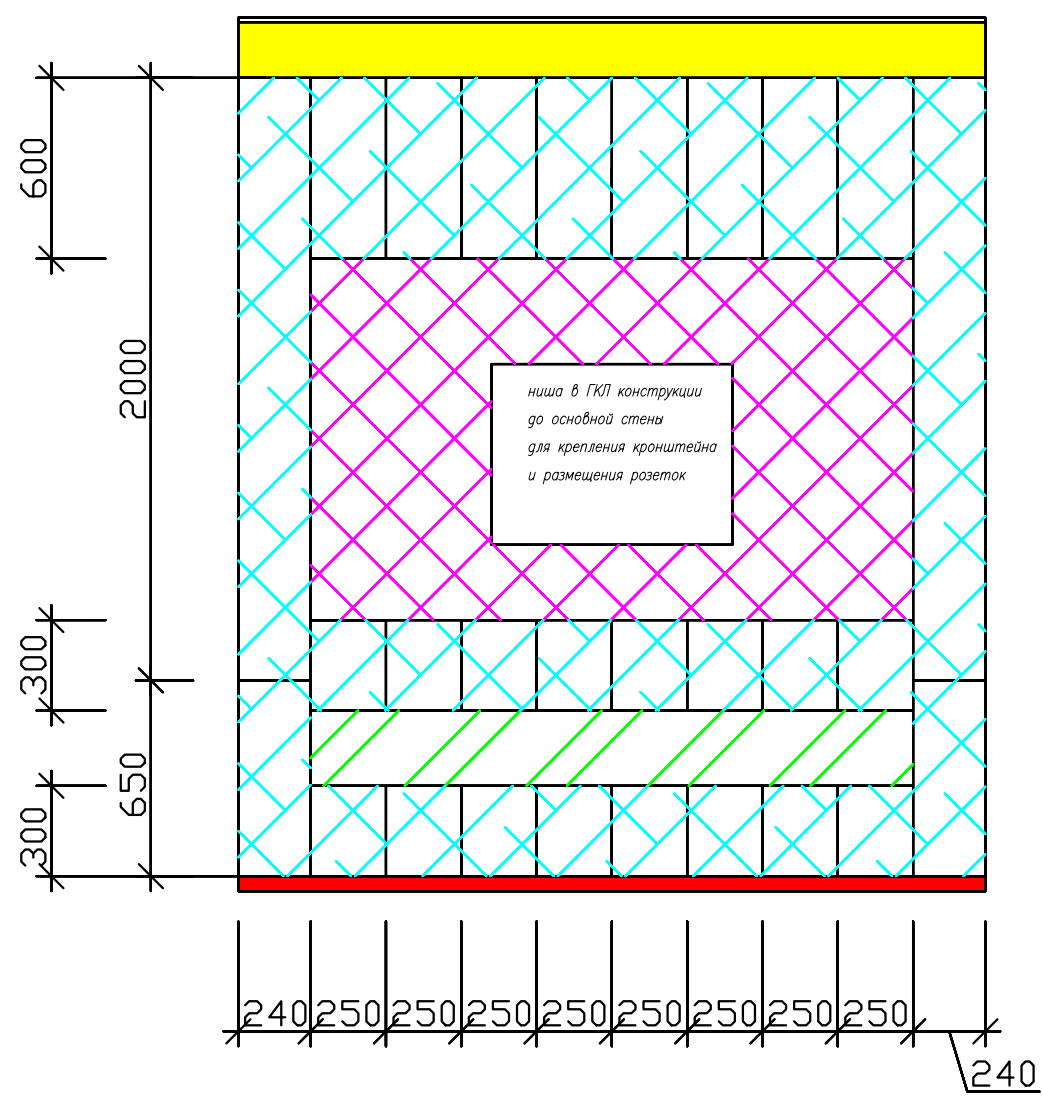 600
2000
ниша в ГКЛ конструкции
до основной стены
для крепления кронштейна
и размещения розеток
300
650
300
240 250 250 250 250 250 250 250 250
240